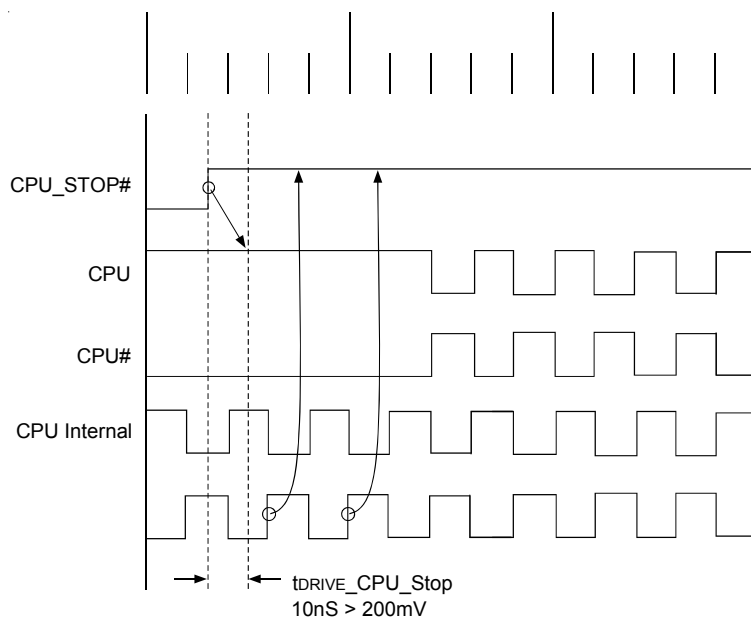 CPU_STOP#
CPU
CPU#
CPU Internal
tDRIVE_CPU_Stop
10nS > 200mV